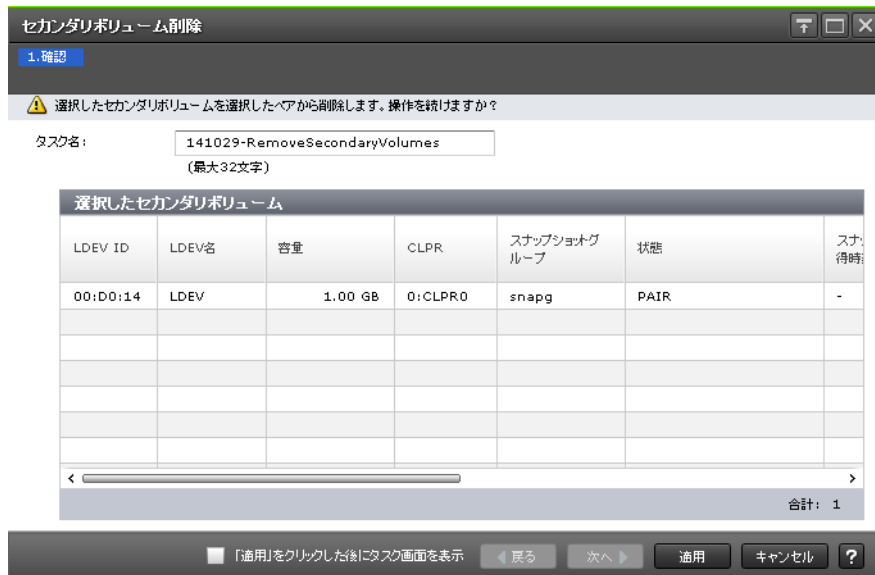 セカンダリボリューム削除
1.確認
選択したセカンダリボリュームを選択したペアから削除します。操作を続けますか？
タスク名:
141029-RemoveSecondaryVolumes
(最大32文字)
選択したセカンダリボリューム
LDEV ID
LDEV名
容量
CLPR
スナップショットグ
ループ
状態
スナッ
得時
00:D0:14
LDEV
1.00 GB
0:CLPR0
snapg
PAIR
-
合計: 1
「適用」をクリックした後にタスク画面を表示
戻る
次へ
適用
キャンセル
?